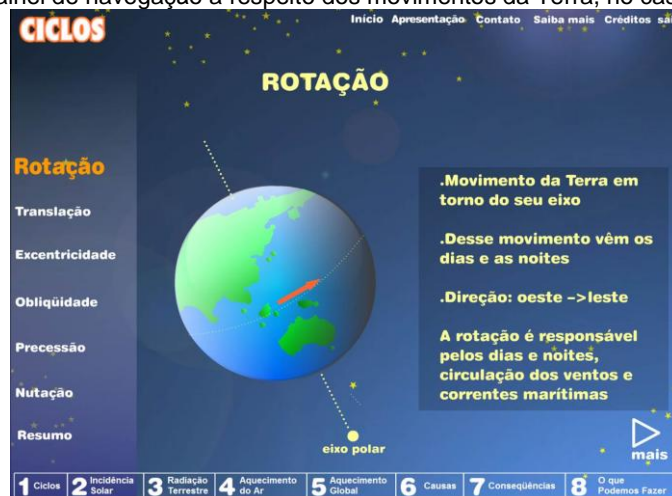 CICLOS
Início Apresentação Contato Saiba mais Créditos
ROTAÇÃO
Rotação
Translação
Excentricidade
Obliqüidade
Precessão
Nutação
Resumo
.Movimento da Terra em
torno do seu eixo
.Desse movimento vêm os
dias e as noites
.Direção: oeste –>leste
A rotação é responsável
pelos dias e noites,
circulação dos ventos e
correntes marítimas
eixo polar
mais
1 Ciclos
2 Incidência
Solar
3 Radiação
Terrestre
4 Aquecimento
do Ar
5 Aquecimento
Global
6 Causas
7 Conseqüências
8 O que
Podemos Fazer